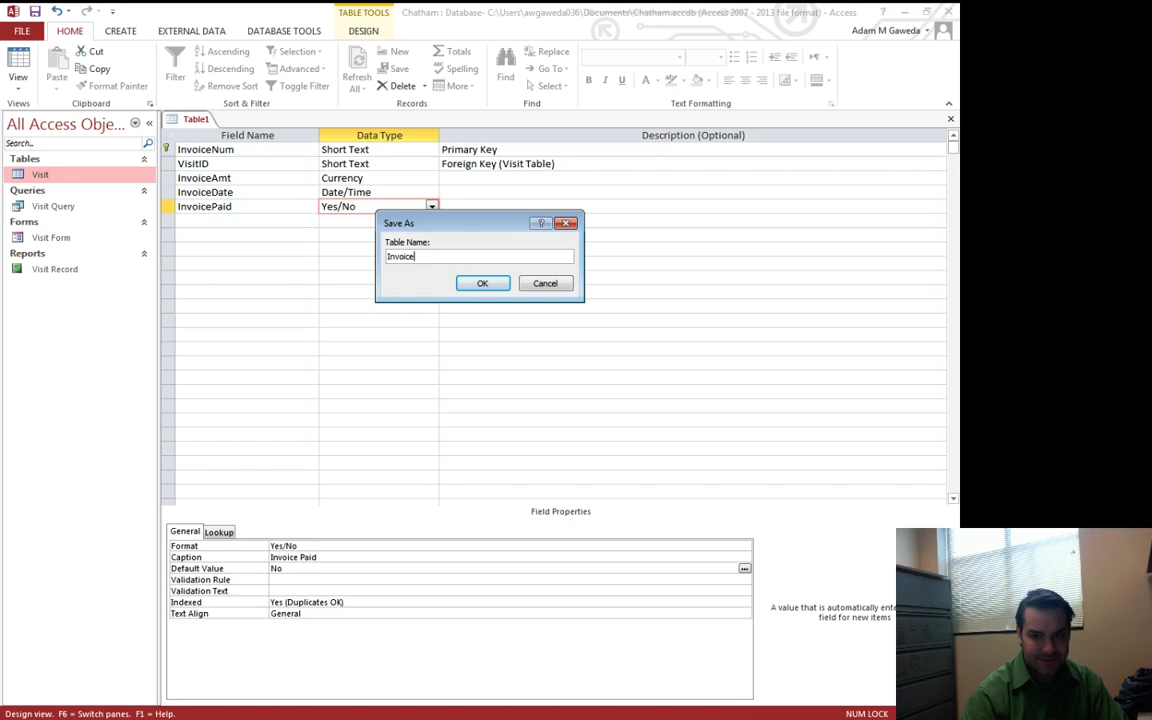 TABLE TOOLS
Chatham : Database- C:\Users\awgaweda036\Documents\Chatham.accdb (Access 2007 - 2013 file format) - Access
FILE HOME CREATE EXTERNAL DATA DATABASE TOOLS DESIGN
Adam M Gaweda
View
Views
Paste
Cut
Copy
Format Painter
Clipboard
Filter
Ascending
Descending
Remove Sort
Selection
Advanced
Toggle Filter
Sort & Filter
Refresh
All
New
Save
Delete
Totals
Spelling
More
Records
Find
Replace
Go To
Select
Find
B I U A
Text Formatting
All Access Obje...
Search...
Tables
Visit
Queries
Visit Query
Forms
Visit Form
Reports
Visit Record
Table1
Field Name Data Type Description (Optional)
InvoiceNum Short Text Primary Key
VisitID Short Text Foreign Key (Visit Table)
InvoiceAmt Currency
InvoiceDate Date/Time
InvoicePaid Yes/No
Save As
Table Name:
Invoice
OK Cancel
Field Properties
General Lookup
Format Yes/No
Caption Invoice Paid
Default Value No
Validation Rule
Validation Text
Indexed Yes (Duplicates OK)
Text Align General
A value that is automatically ente
field for new items
Design view. F6 = Switch panes. F1 = Help.
NUM LOCK